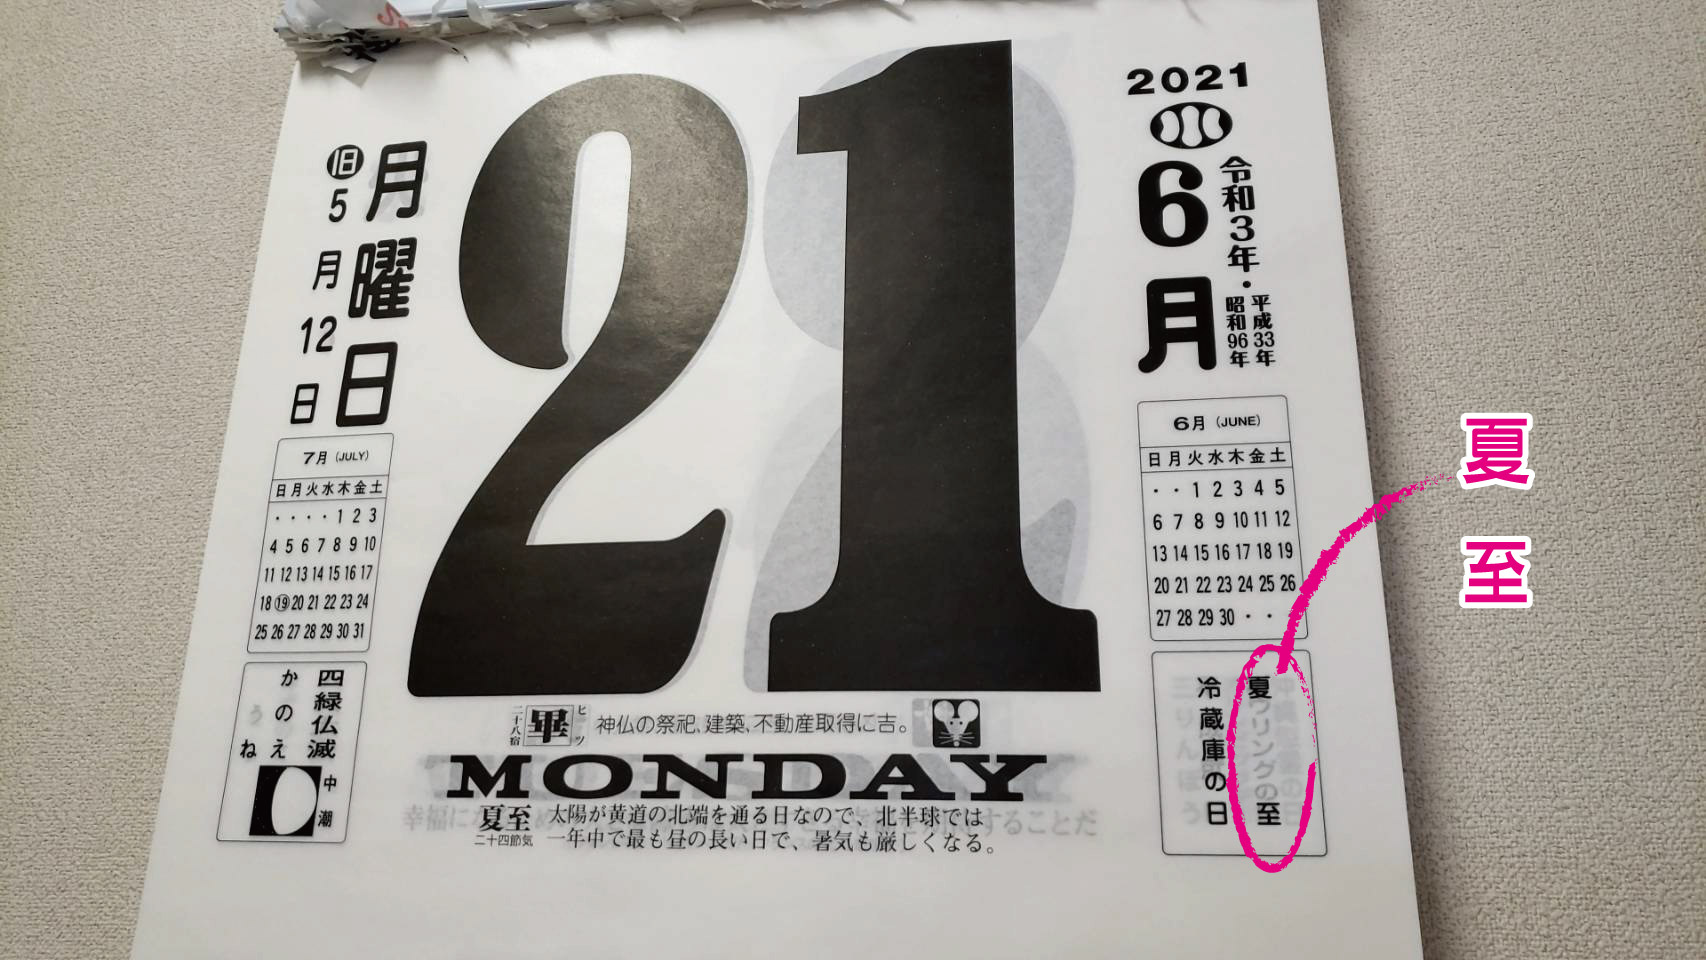 2021
6月
令和3年・
平成33年
昭和96年
21
月曜日
旧5月12日
6月 (JUNE)
日月火水木金土
・ ・ 1 2 3 4 5
6 7 8 9 10 11 12
13 14 15 16 17 18 19
20 21 22 23 24 25 26
27 28 29 30 ・ ・
7月 (JULY)
日月火水木金土
・ ・ ・ ・ 1 2 3
4 5 6 7 8 9 10
11 12 13 14 15 16 17
18 ⑲ 20 21 22 23 24
25 26 27 28 29 30 31
夏至
冷蔵庫の日
夏至
四緑仏滅
かのえ
ね
中潮
二十八宿
畢
ヒツ
神仏の祭祀、建築、不動産取得に吉。
MONDAY
夏至
二十四節気
太陽が黄道の北端を通る日なので、北半球では
一年中で最も昼の長い日で、暑気も厳しくなる。